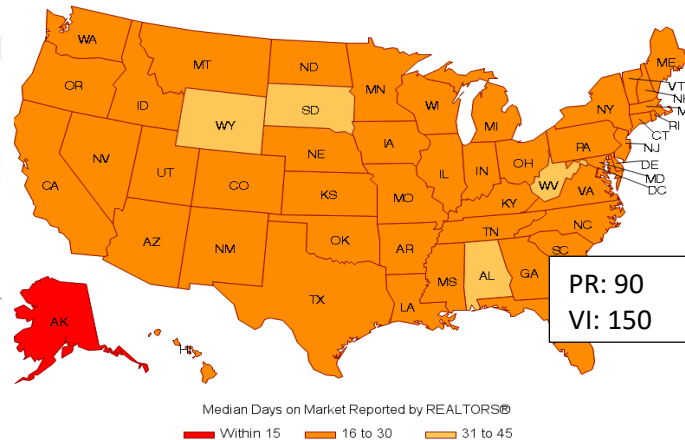 WA
MT
ND
MN
ME
OR
ID
WY
SD
WI
MI
NY
VT
CT
RI
NV
UT
CO
NE
IA
IL
IN
OH
PA
NJ
DE
MD
DC
CA
KS
MO
KY
WV
VA
AZ
NM
OK
AR
TN
NC
SC
TX
LA
MS
AL
GA
AK
HI
PR: 90
VI: 150
Median Days on Market Reported by REALTORS®
Within 15
16 to 30
31 to 45